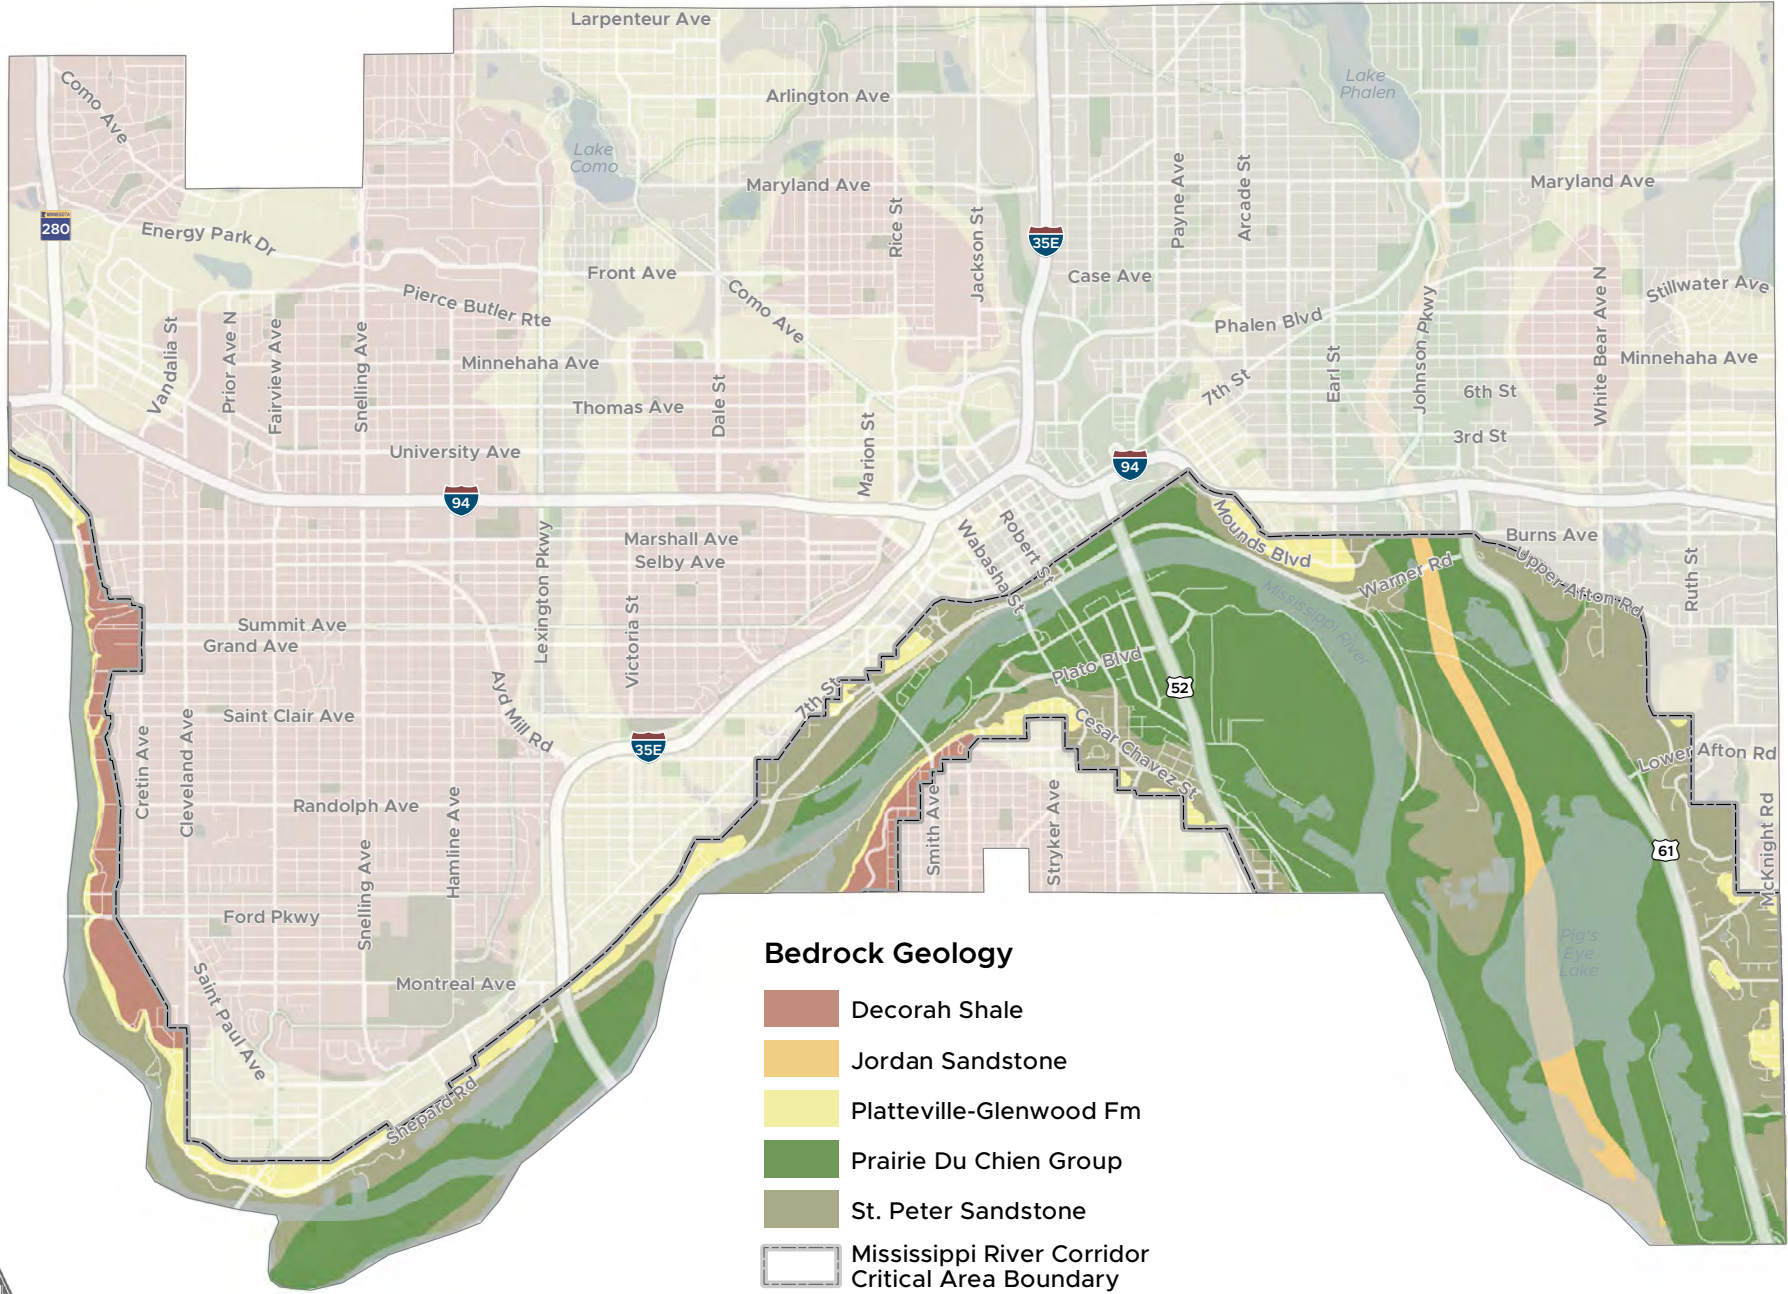 Larpenteur Ave
Como Ave
Arlington Ave
Lake
Phalen
Lake
Como
Maryland Ave
Maryland Ave
Payne Ave
Arcade St
MINNESOTA
280
Energy Park Dr
Rice St
Jackson St
35E
Front Ave
Case Ave
Stillwater Ave
Pierce Butler Rte
Como Ave
Phalen Blvd
Johnson Pkwy
White Bear Ave N
Vandalia St
Prior Ave N
Fairview Ave
Snelling Ave
Minnehaha Ave
Minnehaha Ave
Earl St
7th St
6th St
Thomas Ave
Dale St
Marion St
3rd St
University Ave
94
94
Lexington Pkwy
Marshall Ave
Selby Ave
Wabasha St
Robert St
Mounds Blvd
Burns Ave
Upper Afton Rd
Ruth St
Warner Rd
Mississippi River
Summit Ave
Grand Ave
Victoria St
Plato Blvd
52
Ayd Mill Rd
7th St
Saint Clair Ave
Cretin Ave
Cleveland Ave
35E
Cesar Chavez St
Lower Afton Rd
Randolph Ave
Hamline Ave
Smith Ave
Stryker Ave
61
McKnight Rd
Snelling Ave
Ford Pkwy
Pig's
Eye
Lake
Saint Paul Ave
Montreal Ave
Shepard Rd
Bedrock Geology
Decorah Shale
Jordan Sandstone
Platteville-Glenwood Fm
Prairie Du Chien Group
St. Peter Sandstone
Mississippi River Corridor
Critical Area Boundary